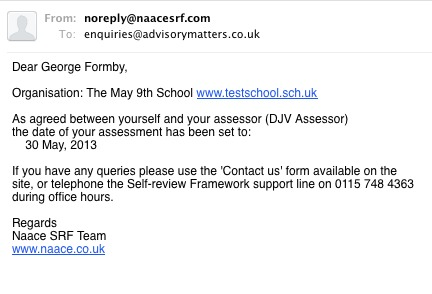 From: noreply@naacesrf.com
To: enquiries@advisorymatters.co.uk
Dear George Formby,
Organisation: The May 9th School www.testschool.sch.uk
As agreed between yourself and your assessor (DJV Assessor)
the date of your assessment has been set to:
30 May, 2013
If you have any queries please use the 'Contact us' form available on the
site, or telephone the Self-review Framework support line on 0115 748 4363
during office hours.
Regards
Naace SRF Team
www.naace.co.uk